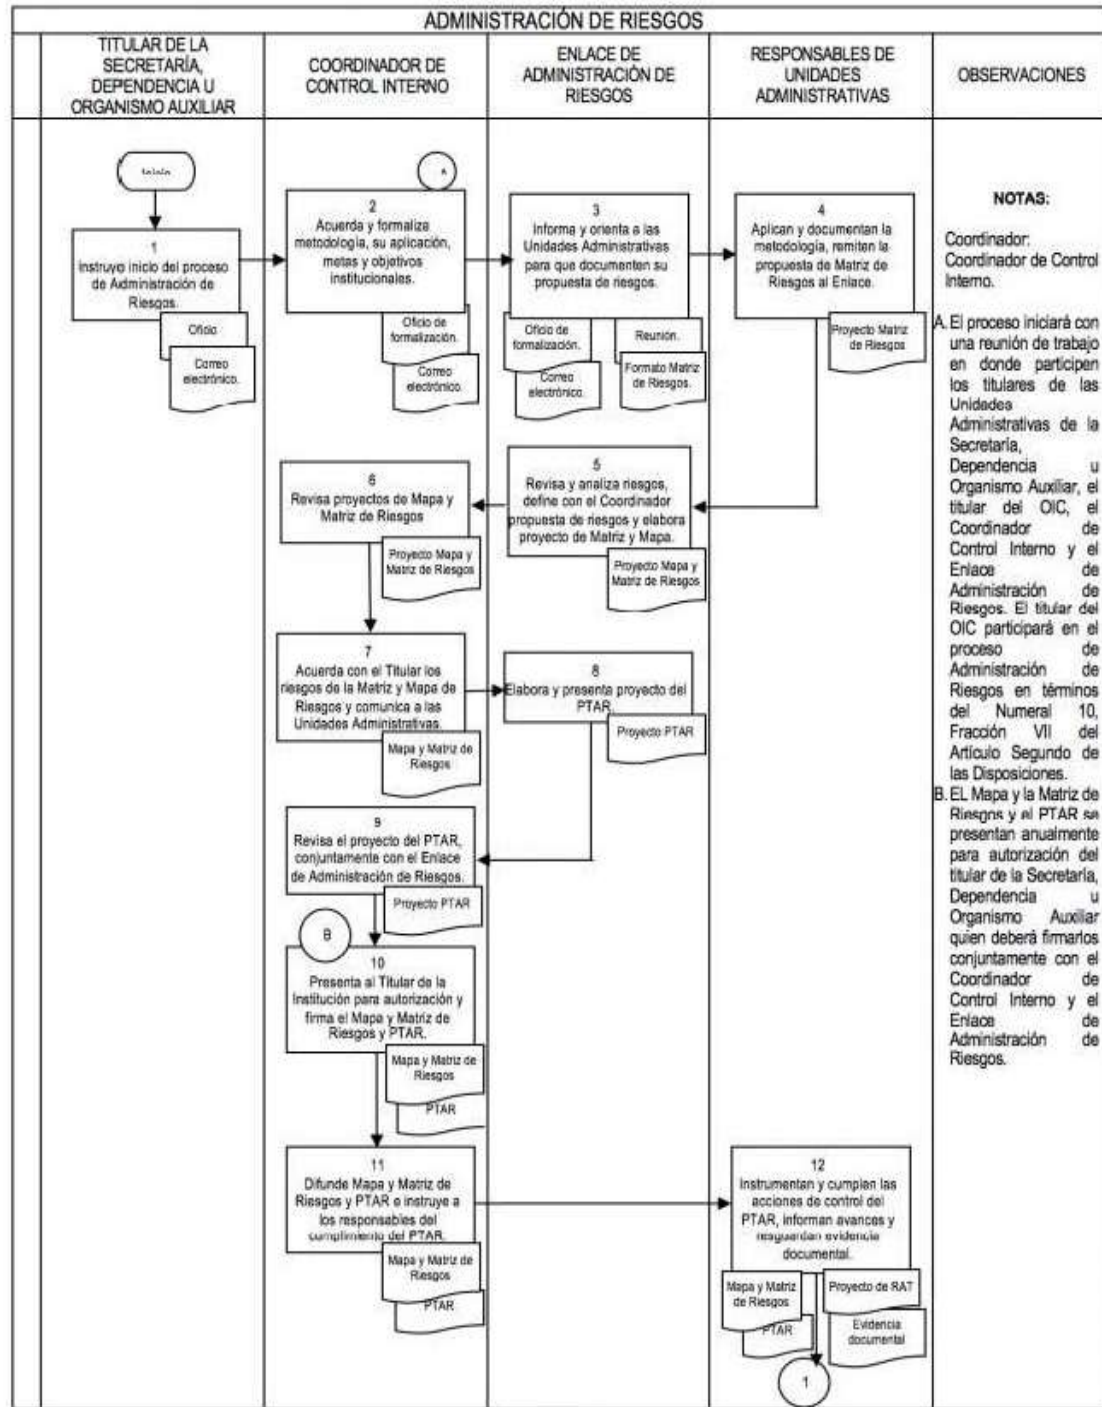 ADMINISTRACIÓN DE RIESGOS
TITULAR DE LA
SECRETARÍA,
DEPENDENCIA U
ORGANISMO AUXILIAR
COORDINADOR DE
CONTROL INTERNO
ENLACE DE
ADMINISTRACIÓN DE
RIESGOS
RESPONSABLES DE
UNIDADES
ADMINISTRATIVAS
OBSERVACIONES
Inicio
1
Instruye inicio del proceso
de Administración de
Riesgos.
Oficio
Correo
electrónico.
A
2
Acuerda y formaliza
metodología, su aplicación,
metas y objetivos
institucionales.
Oficio de
formalización.
Correo
electrónico.
3
Informa y orienta a las
Unidades Administrativas
para que documenten su
propuesta de riesgos.
Oficio de
formalización.
Correo
electrónico.
Reunión.
Formato Matriz
de Riesgos.
4
Aplican y documentan la
metodología, remiten la
propuesta de Matriz de
Riesgos al Enlace.
Proyecto Matriz
de Riesgos
5
Revisa y analiza riesgos,
define con el Coordinador
propuesta de riesgos y elabora
proyecto de Matriz y Mapa.
Proyecto Mapa y
Matriz de Riesgos
6
Revisa proyectos de Mapa y
Matriz de Riesgos
Proyecto Mapa y
Matriz de Riesgos
7
Acuerda con el Titular los
riesgos de la Matriz y Mapa de
Riesgos y comunica a las
Unidades Administrativas.
Mapa y Matriz de
Riesgos
8
Elabora y presenta proyecto del
PTAR.
Proyecto PTAR
9
Revisa el proyecto del PTAR,
conjuntamente con el Enlace
de Administración de Riesgos.
Proyecto PTAR
B
10
Presenta al Titular de la
Institución para autorización y
firma el Mapa y Matriz de
Riesgos y PTAR.
Mapa y Matriz de
Riesgos
PTAR
11
Difunde Mapa y Matriz de
Riesgos y PTAR e instruye a
los responsables del
cumplimiento del PTAR.
Mapa y Matriz de
Riesgos
PTAR
12
Instrumentan y cumplen las
acciones de control del
PTAR, informan avances y
resguardan evidencia
documental.
Mapa y Matriz
de Riesgos
PTAR
Proyecto de RAT
Evidencia
documental
1
NOTAS:
Coordinador:
Coordinador de Control
Interno.
A. El proceso iniciará con
una reunión de trabajo
en donde participen
los titulares de las
Unidades
Administrativas de la
Secretaría,
Dependencia u
Organismo Auxiliar, el
titular del OIC, el
Coordinador de
Control Interno y el
Enlace de
Administración de
Riesgos. El titular del
OIC participará en el
proceso de
Administración de
Riesgos en términos
del Numeral 10,
Fracción VII del
Artículo Segundo de
las Disposiciones.
B. EL Mapa y la Matriz de
Riesgos y el PTAR se
presentan anualmente
para autorización del
titular de la Secretaría,
Dependencia u
Organismo Auxiliar
quien deberá firmarlos
conjuntamente con el
Coordinador de
Control Interno y el
Enlace de
Administración de
Riesgos.